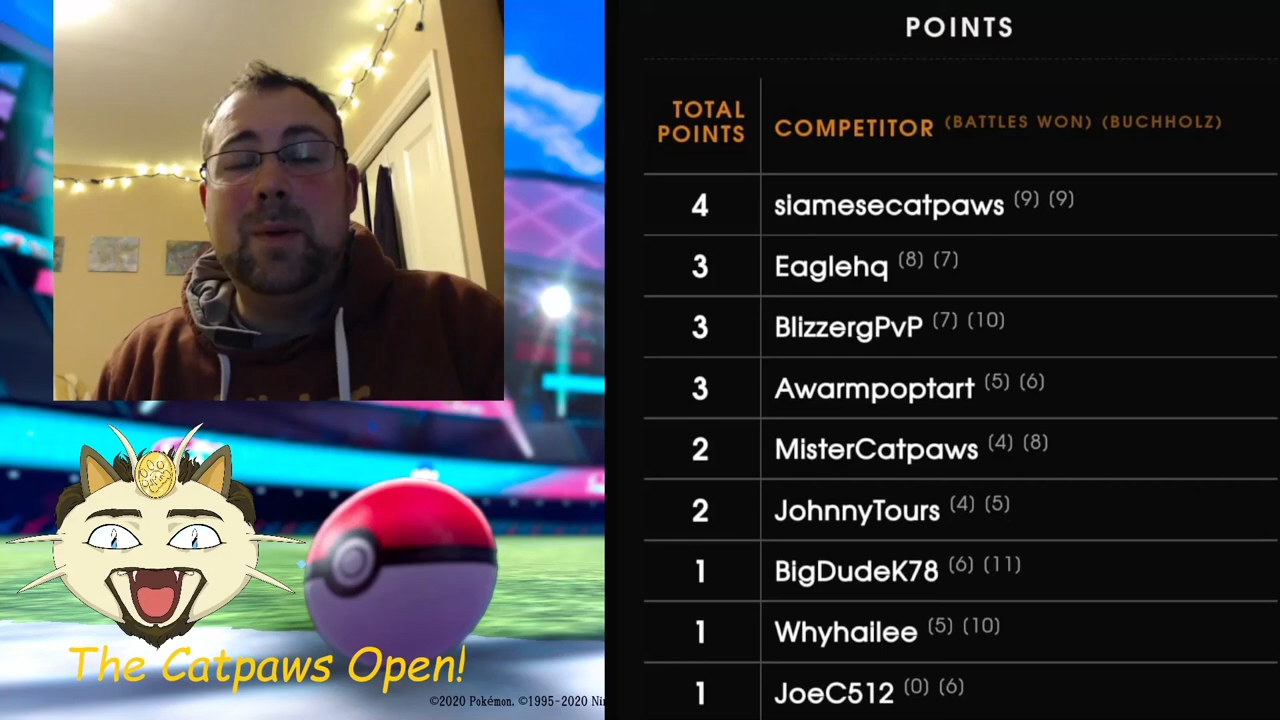 POINTS
TOTAL POINTS
COMPETITOR (BATTLES WON) (BUCHHOLZ)
4 siamesecatpaws (9) (9)
3 Eaglehq (8) (7)
3 BlizzergPvP (7) (10)
3 Awarmpoptart (5) (6)
2 MisterCatpaws (4) (8)
2 JohnnyTours (4) (5)
1 BigDudeK78 (6) (11)
1 Whyhailee (5) (10)
1 JoeC512 (0) (6)
The Catpaws Open!
©2020 Pokémon. ©1995-2020 Nin